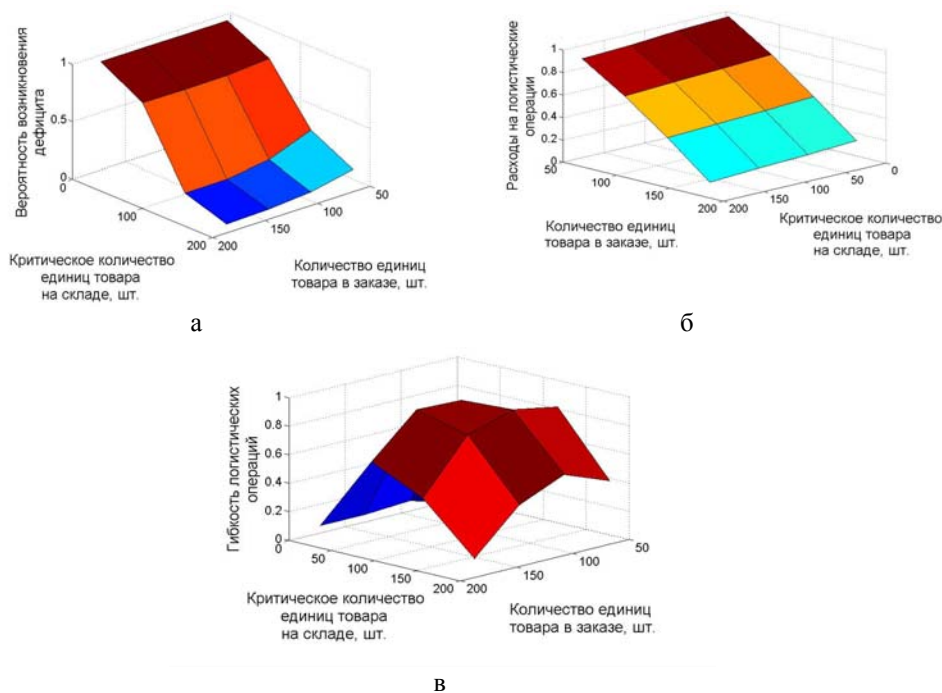 Вероятность возникновения
дефицита
1
0.5
0
0
100
200
200
150
100
50
Критическое количество
единиц товара
на складе, шт.
Количество единиц
товара в заказе, шт.
а
Расходы на логистические
операции
1
0.8
0.6
0.4
0.2
0
50
100
150
200
200
150
100
50
0
Количество единиц
товара в заказе, шт.
Критическое количество
единиц товара
на складе, шт.
б
Гибкость логистических
операций
1
0.8
0.6
0.4
0.2
0
0
50
100
150
200
200
150
100
50
Критическое количество
единиц товара
на складе, шт.
Количество единиц
товара в заказе, шт.
в